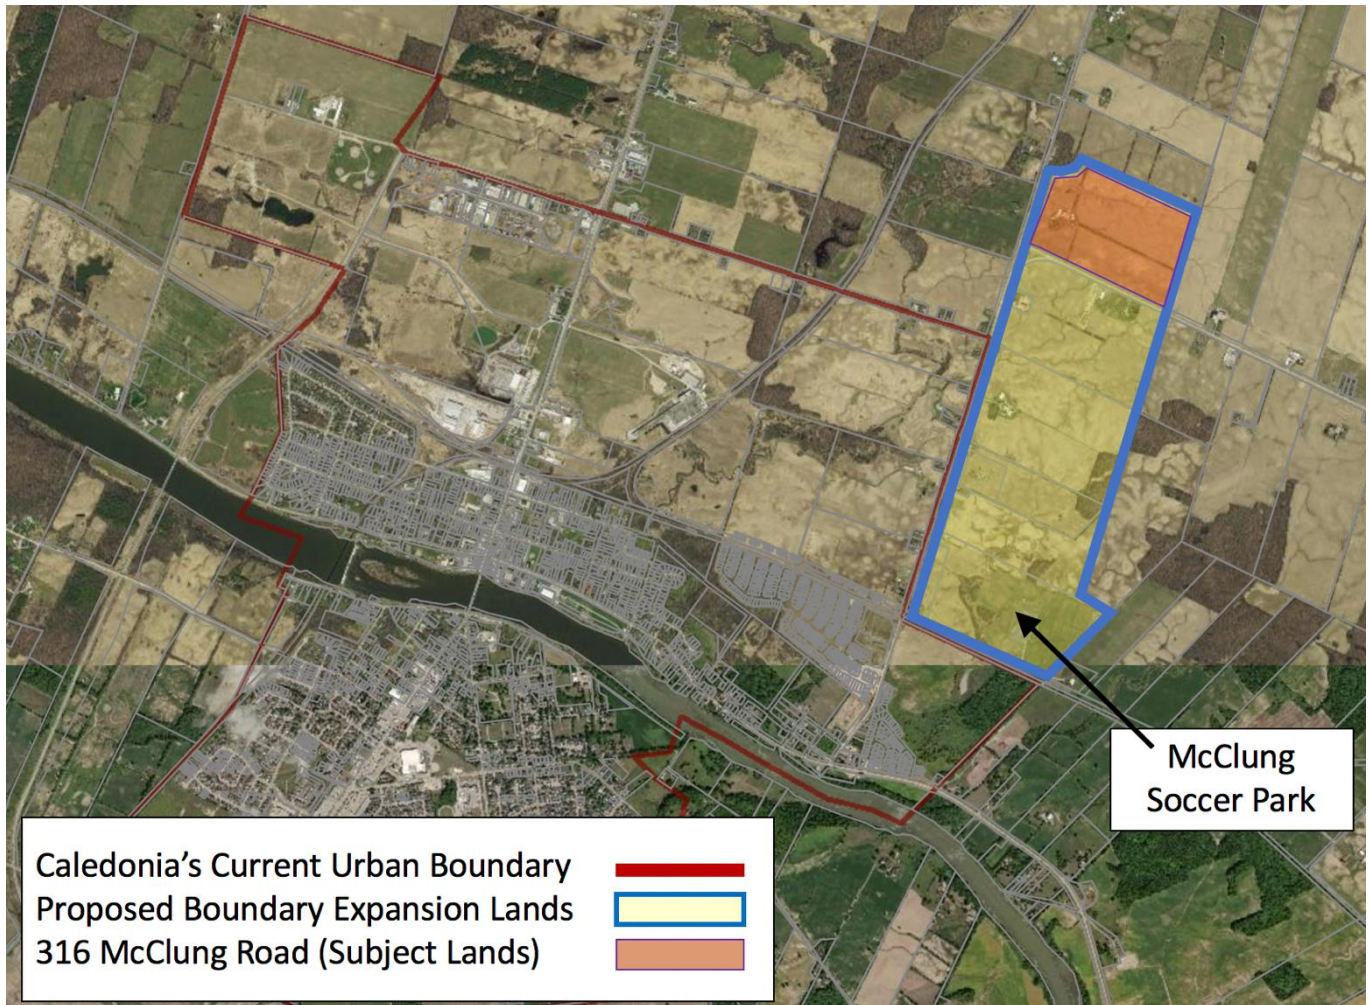 McClung
Soccer Park
Caledonia’s Current Urban Boundary
Proposed Boundary Expansion Lands
316 McClung Road (Subject Lands)